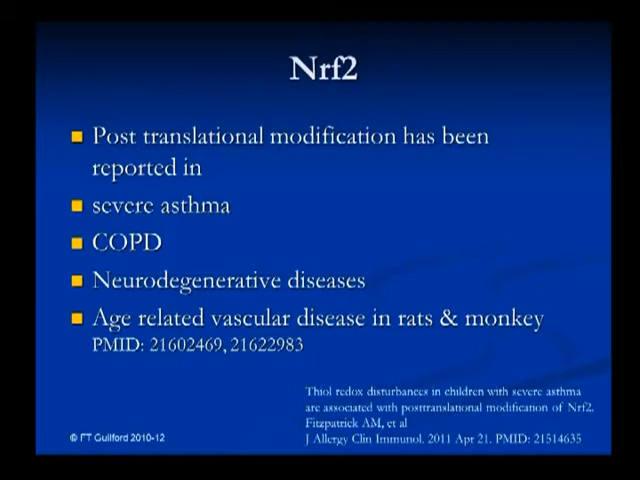 Nrf2
Post translational modification has been
reported in
severe asthma
COPD
Neurodegenerative diseases
Age related vascular disease in rats & monkey
PMID: 21602469, 21622983
Thiol redox disturbances in children with severe asthma
are associated with posttranslational modification of Nrf2.
Fitzpatrick AM, et al
J Allergy Clin Immunol. 2011 Apr 21. PMID: 21514635
© FT Guilford 2010-12